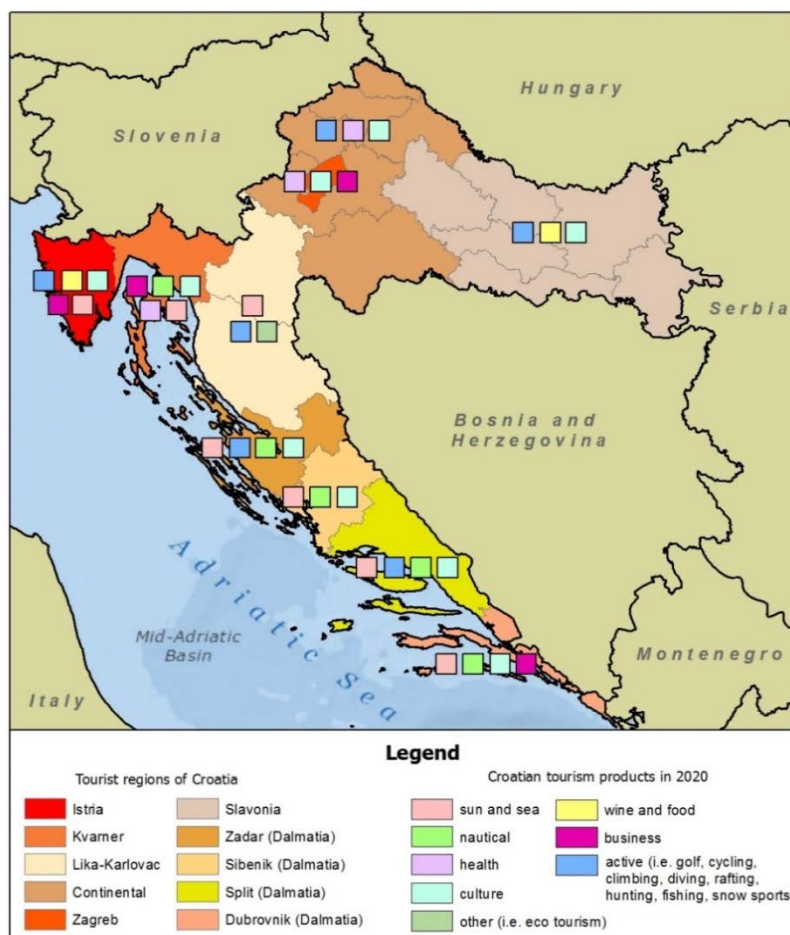 Hungary
Slovenia
Serbia
Bosnia and
Herzegovina
Adriatic Sea
Mid-Adriatic
Basin
Montenegro
Italy
Legend
Tourist regions of Croatia
Istria
Kvarner
Lika-Karlovac
Continental
Zagreb
Slavonia
Zadar (Dalmatia)
Sibenik (Dalmatia)
Split (Dalmatia)
Dubrovnik (Dalmatia)
Croatian tourism products in 2020
sun and sea
nautical
health
culture
other (i.e. eco tourism)
wine and food
business
active (i.e. golf, cycling,
climbing, diving, rafting,
hunting, fishing, snow sports